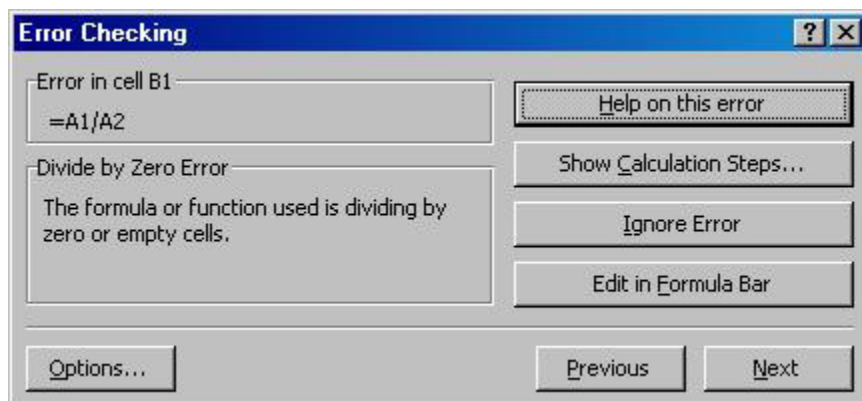 Error Checking
Error in cell B1
=A1/A2
Divide by Zero Error
The formula or function used is dividing by
zero or empty cells.
Help on this error
Show Calculation Steps...
Ignore Error
Edit in Formula Bar
Options...
Previous
Next